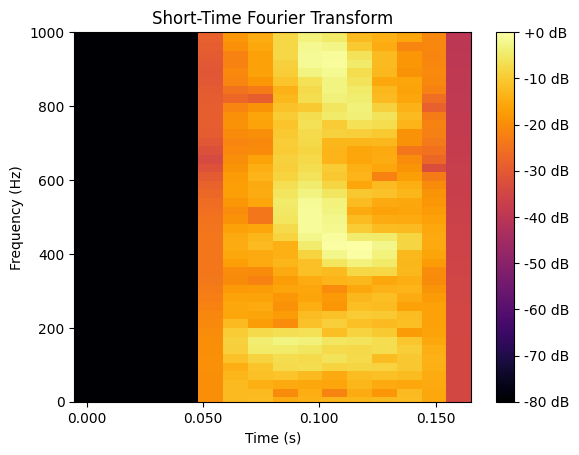 Short-Time Fourier Transform
1000
800
600
400
200
0
Frequency (Hz)
0.000
0.050
0.100
0.150
Time (s)
+0 dB
-10 dB
-20 dB
-30 dB
-40 dB
-50 dB
-60 dB
-70 dB
-80 dB